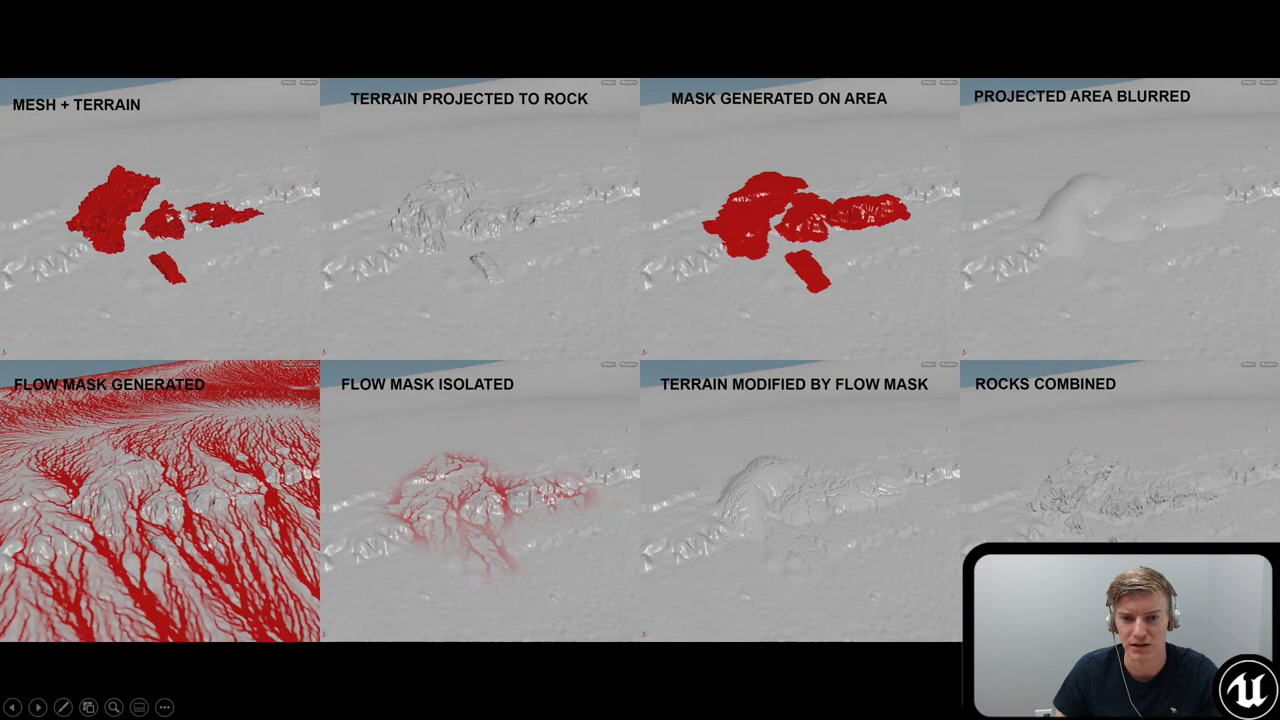 MESH + TERRAIN
TERRAIN PROJECTED TO ROCK
MASK GENERATED ON AREA
PROJECTED AREA BLURRED
FLOW MASK GENERATED
FLOW MASK ISOLATED
TERRAIN MODIFIED BY FLOW MASK
ROCKS COMBINED